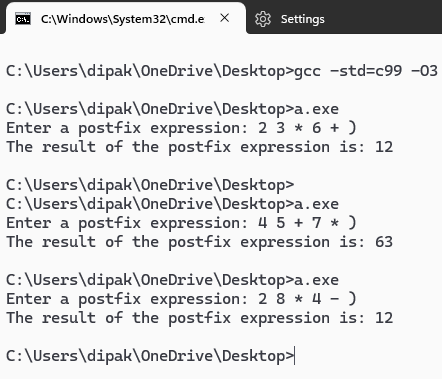 C:\Windows\System32\cmd.e
Settings
C:\Users\dipak\OneDrive\Desktop>gcc -std=c99 -O3
C:\Users\dipak\OneDrive\Desktop>a.exe
Enter a postfix expression: 2 3 * 6 + )
The result of the postfix expression is: 12
C:\Users\dipak\OneDrive\Desktop>
C:\Users\dipak\OneDrive\Desktop>a.exe
Enter a postfix expression: 4 5 + 7 * )
The result of the postfix expression is: 63
C:\Users\dipak\OneDrive\Desktop>a.exe
Enter a postfix expression: 2 8 * 4 - )
The result of the postfix expression is: 12
C:\Users\dipak\OneDrive\Desktop>